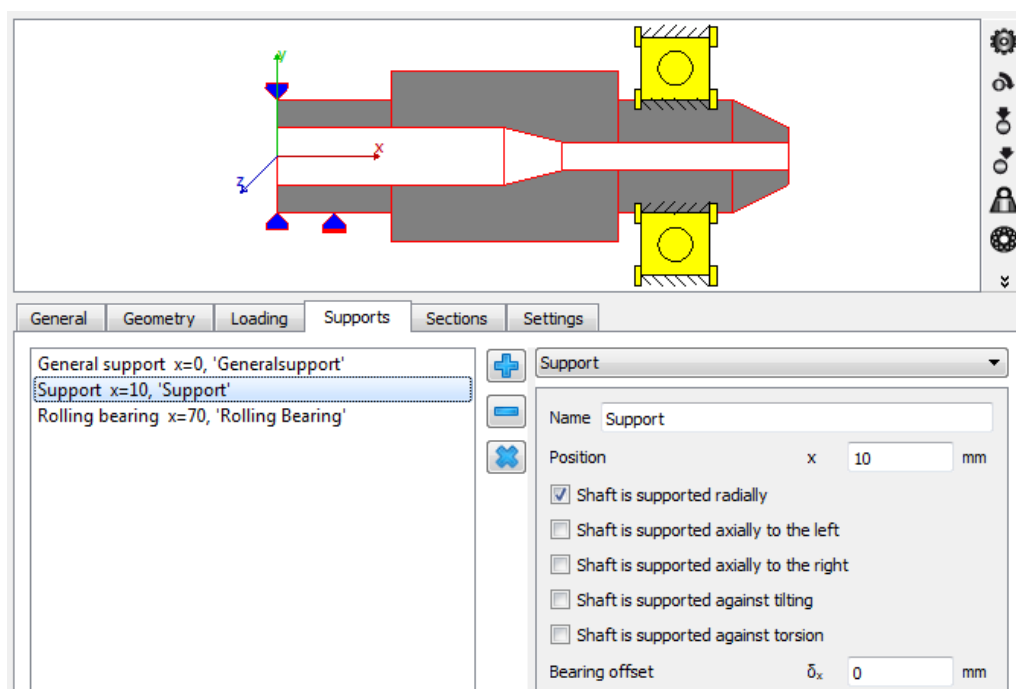 y
x
z
General Geometry Loading Supports Sections Settings
General support x=0, 'Generalsupport'
Support x=10, 'Support'
Rolling bearing x=70, 'Rolling Bearing'
Support
Name Support
Position x 10 mm
Shaft is supported radially
Shaft is supported axially to the left
Shaft is supported axially to the right
Shaft is supported against tilting
Shaft is supported against torsion
Bearing offset δₓ 0 mm